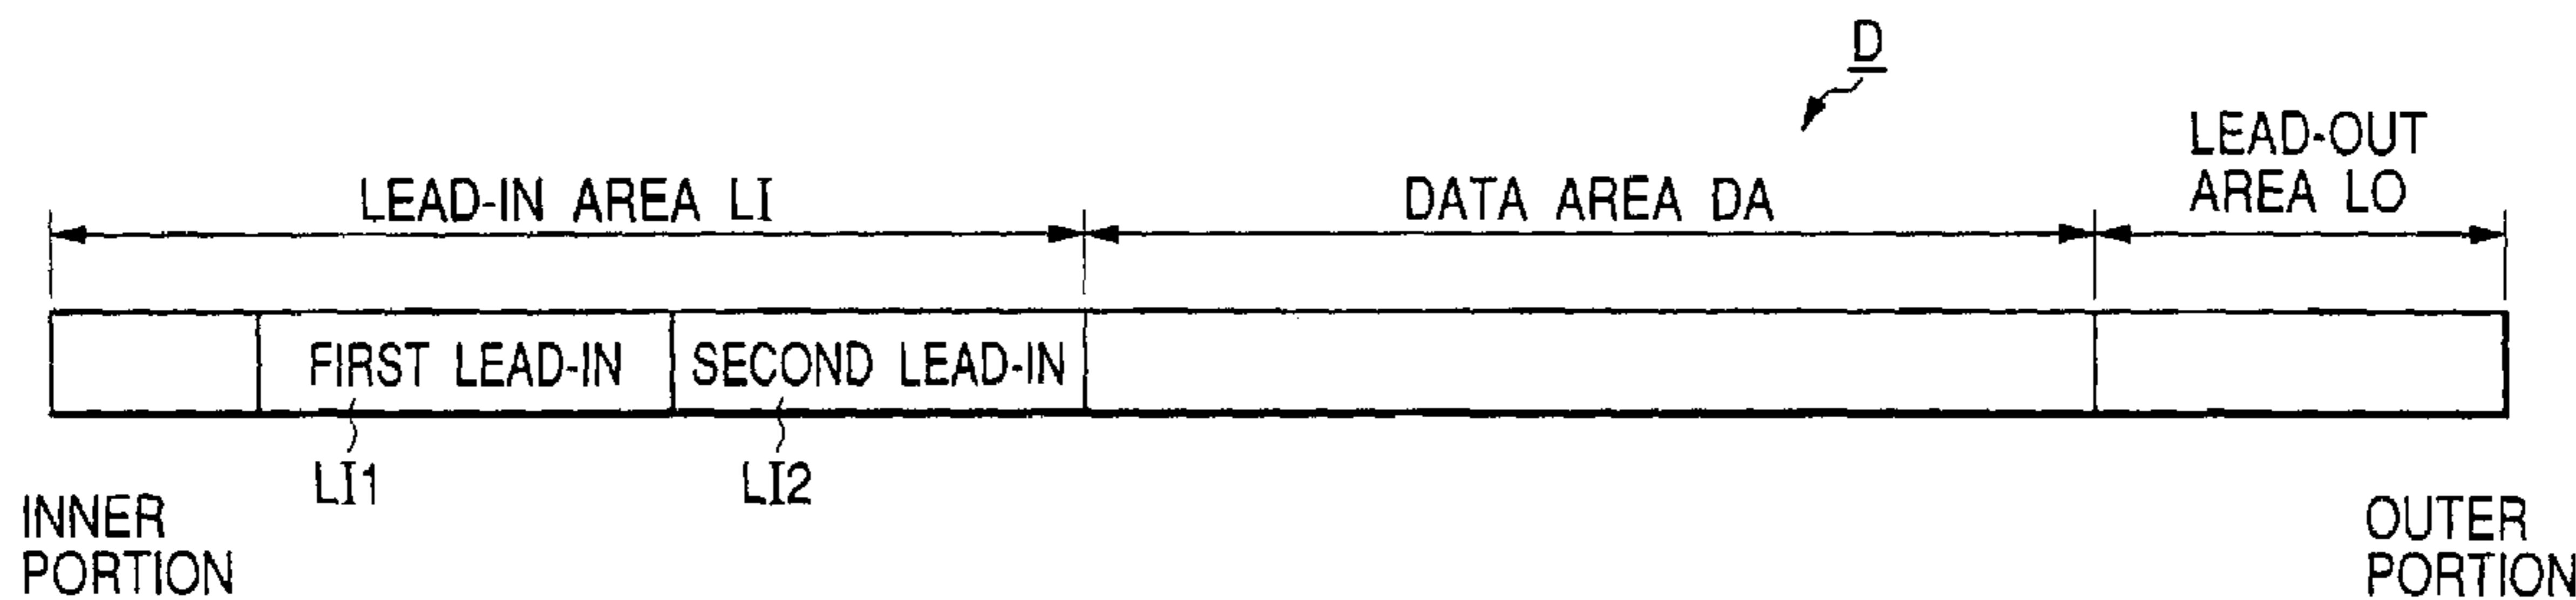 D
LEAD-IN AREA LI
DATA AREA DA
LEAD-OUT
AREA LO
FIRST LEAD-IN
SECOND LEAD-IN
LI1
LI2
INNER
PORTION
OUTER
PORTION